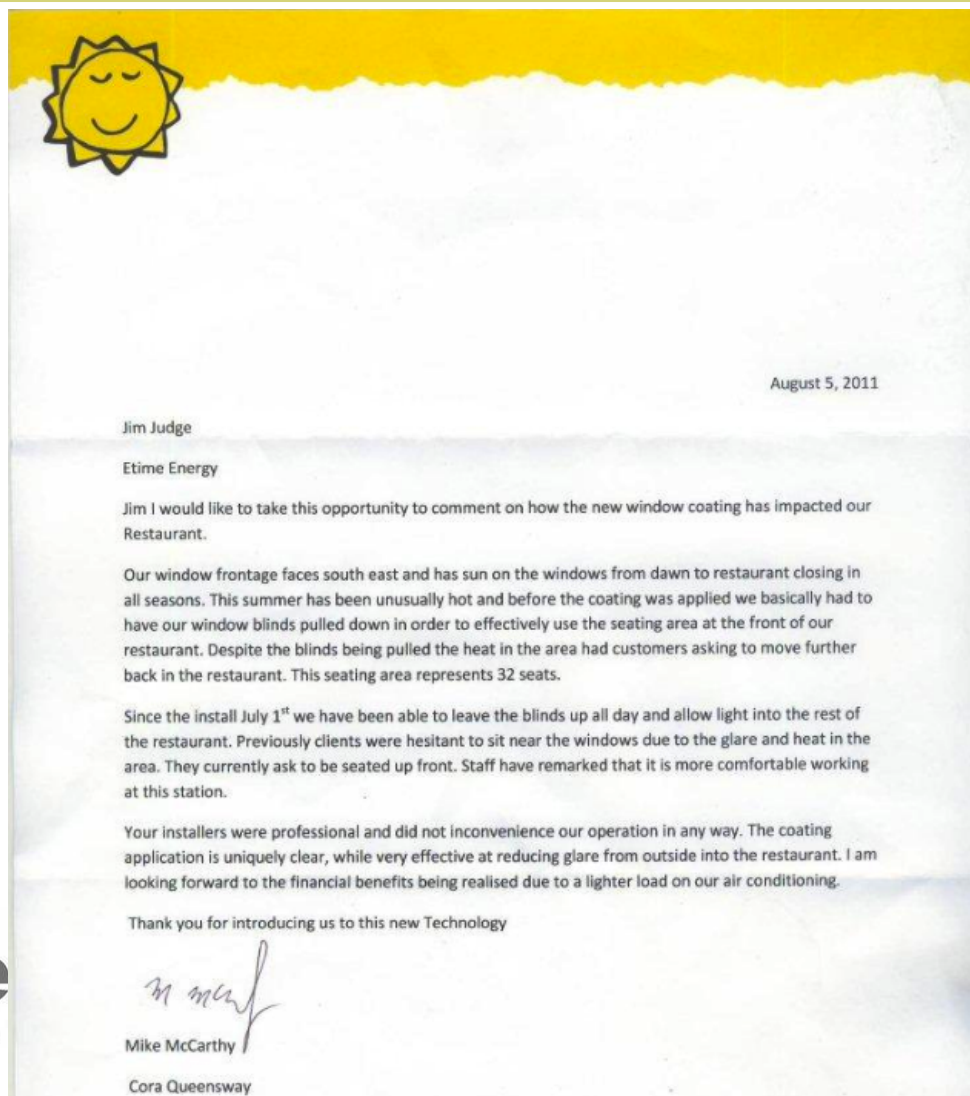 August 5, 2011
Jim Judge
Etime Energy
Jim I would like to take this opportunity to comment on how the new window coating has impacted our
Restaurant.
Our window frontage faces south east and has sun on the windows from dawn to restaurant closing in
all seasons. This summer has been unusually hot and before the coating was applied we basically had to
have our window blinds pulled down in order to effectively use the seating area at the front of our
restaurant. Despite the blinds being pulled the heat in the area had customers asking to move further
back in the restaurant. This seating area represents 32 seats.
Since the install July 1st we have been able to leave the blinds up all day and allow light into the rest of
the restaurant. Previously clients were hesitant to sit near the windows due to the glare and heat in the
area. They currently ask to be seated up front. Staff have remarked that it is more comfortable working
at this station.
Your installers were professional and did not inconvenience our operation in any way. The coating
application is uniquely clear, while very effective at reducing glare from outside into the restaurant. I am
looking forward to the financial benefits being realised due to a lighter load on our air conditioning.
Thank you for introducing us to this new Technology
Mike McCarthy
Cora Queensway